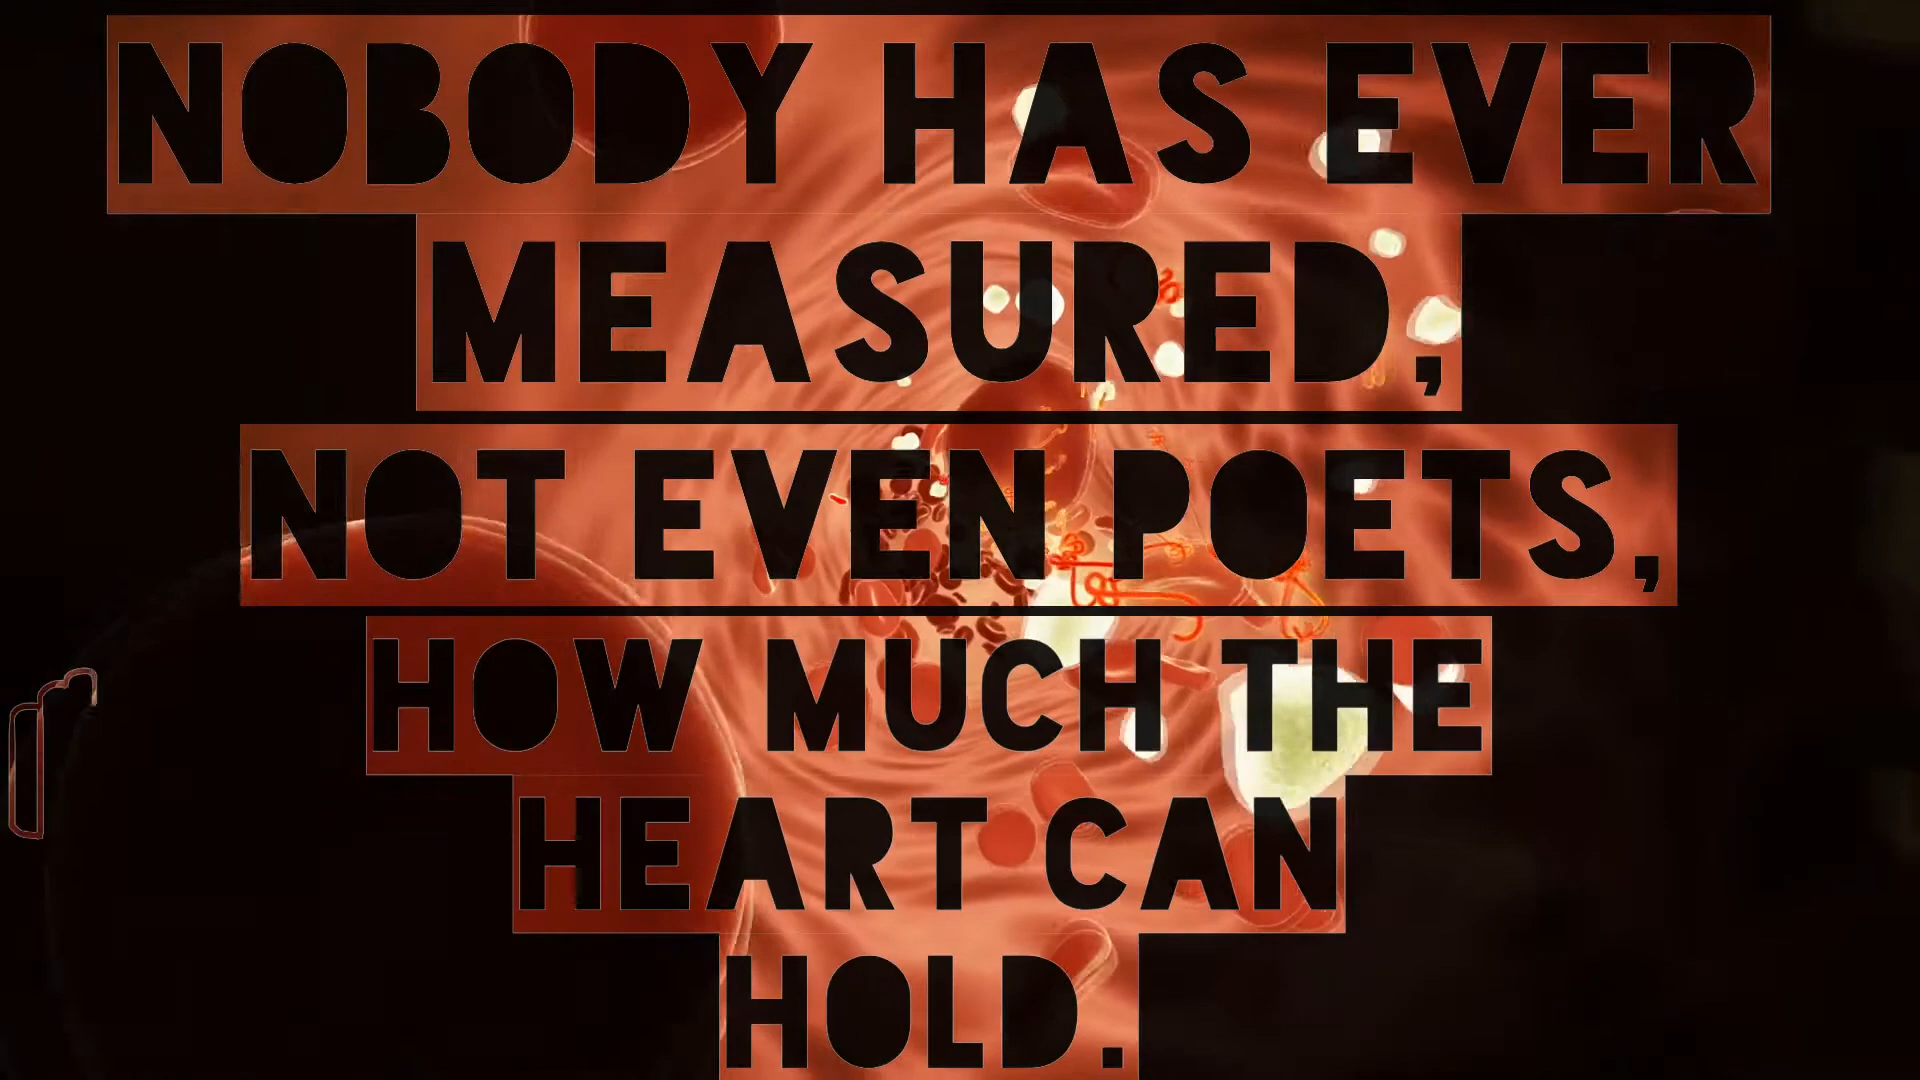 NOBODY HAS EVER
MEASURED,
NOT EVEN POETS,
HOW MUCH THE
HEART CAN
HOLD.